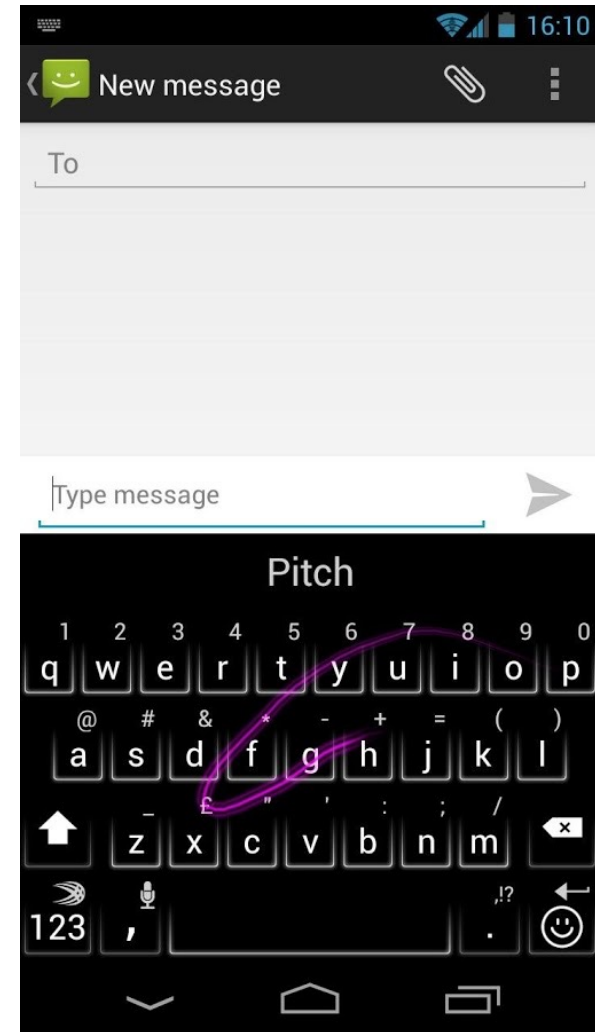 16:10
New message
To
Type message
Pitch
1 2 3 4 5 6 7 8 9 0
q w e r t y u i o p
@ # & * - + = ( )
a s d f g h j k l
_ £ " ' : ; /
z x c v b n m
,!?
123 , .